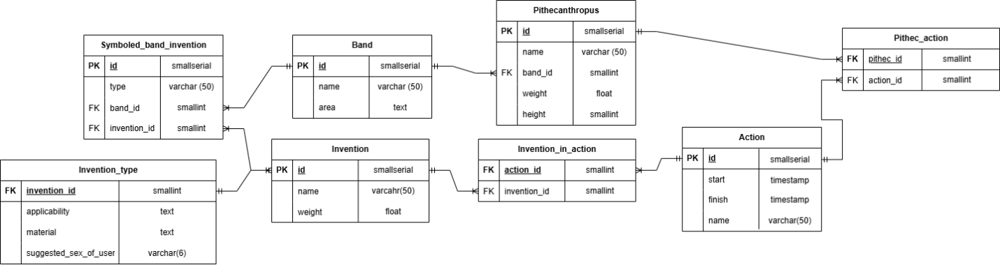 Symboled_band_invention
PK id smallserial
type varchar (50)
FK band_id smallint
FK invention_id smallint
Band
PK id smallserial
name varchar (50)
area text
Pithecanthropus
PK id smallserial
name varchar (50)
FK band_id smallint
weight float
height smallint
Pithec_action
FK pithec_id smallint
FK action_id smallint
Invention_type
FK invention_id smallint
applicability text
material text
suggested_sex_of_user varchar(6)
Invention
PK id smallserial
name varcahr(50)
weight float
Invention_in_action
FK action_id smallint
FK invention_id smallint
Action
PK id smallserial
start timestamp
finish timestamp
name varchar(50)